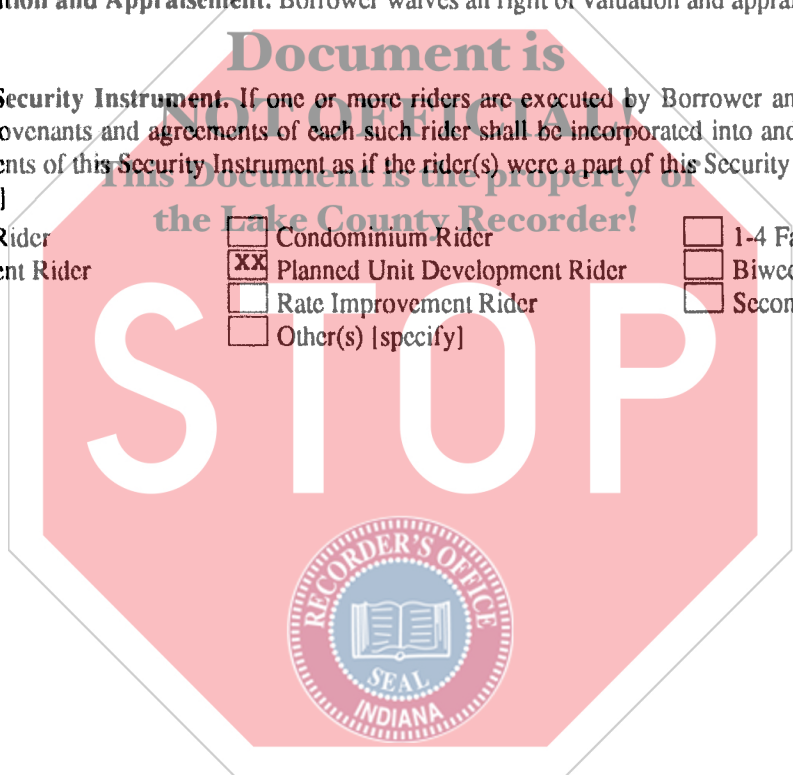 tion and Appraisement. Borrower waives all right of valuation and apprai
Document is
Security Instrument. If one or more riders are executed by Borrower an
NOT OFFICIAL!
ovenants and agreements of each such rider shall be incorporated into and
ents of this Security Instrument as if the rider(s) were a part of this Security
This Document is the property of
]
the Lake County Recorder!
Rider Condominium Rider 1-4 Fa
ent Rider XX Planned Unit Development Rider Biwee
Rate Improvement Rider Secon
Other(s) [specify]
STOP
RECORDER'S OFFICE
SEAL
INDIANA